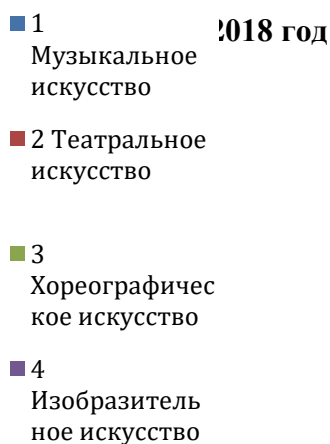 2018 год
1
Музыкальное
искусство
2 Театральное
искусство
3
Хореографичес
кое искусство
4
Изобразитель
ное искусство